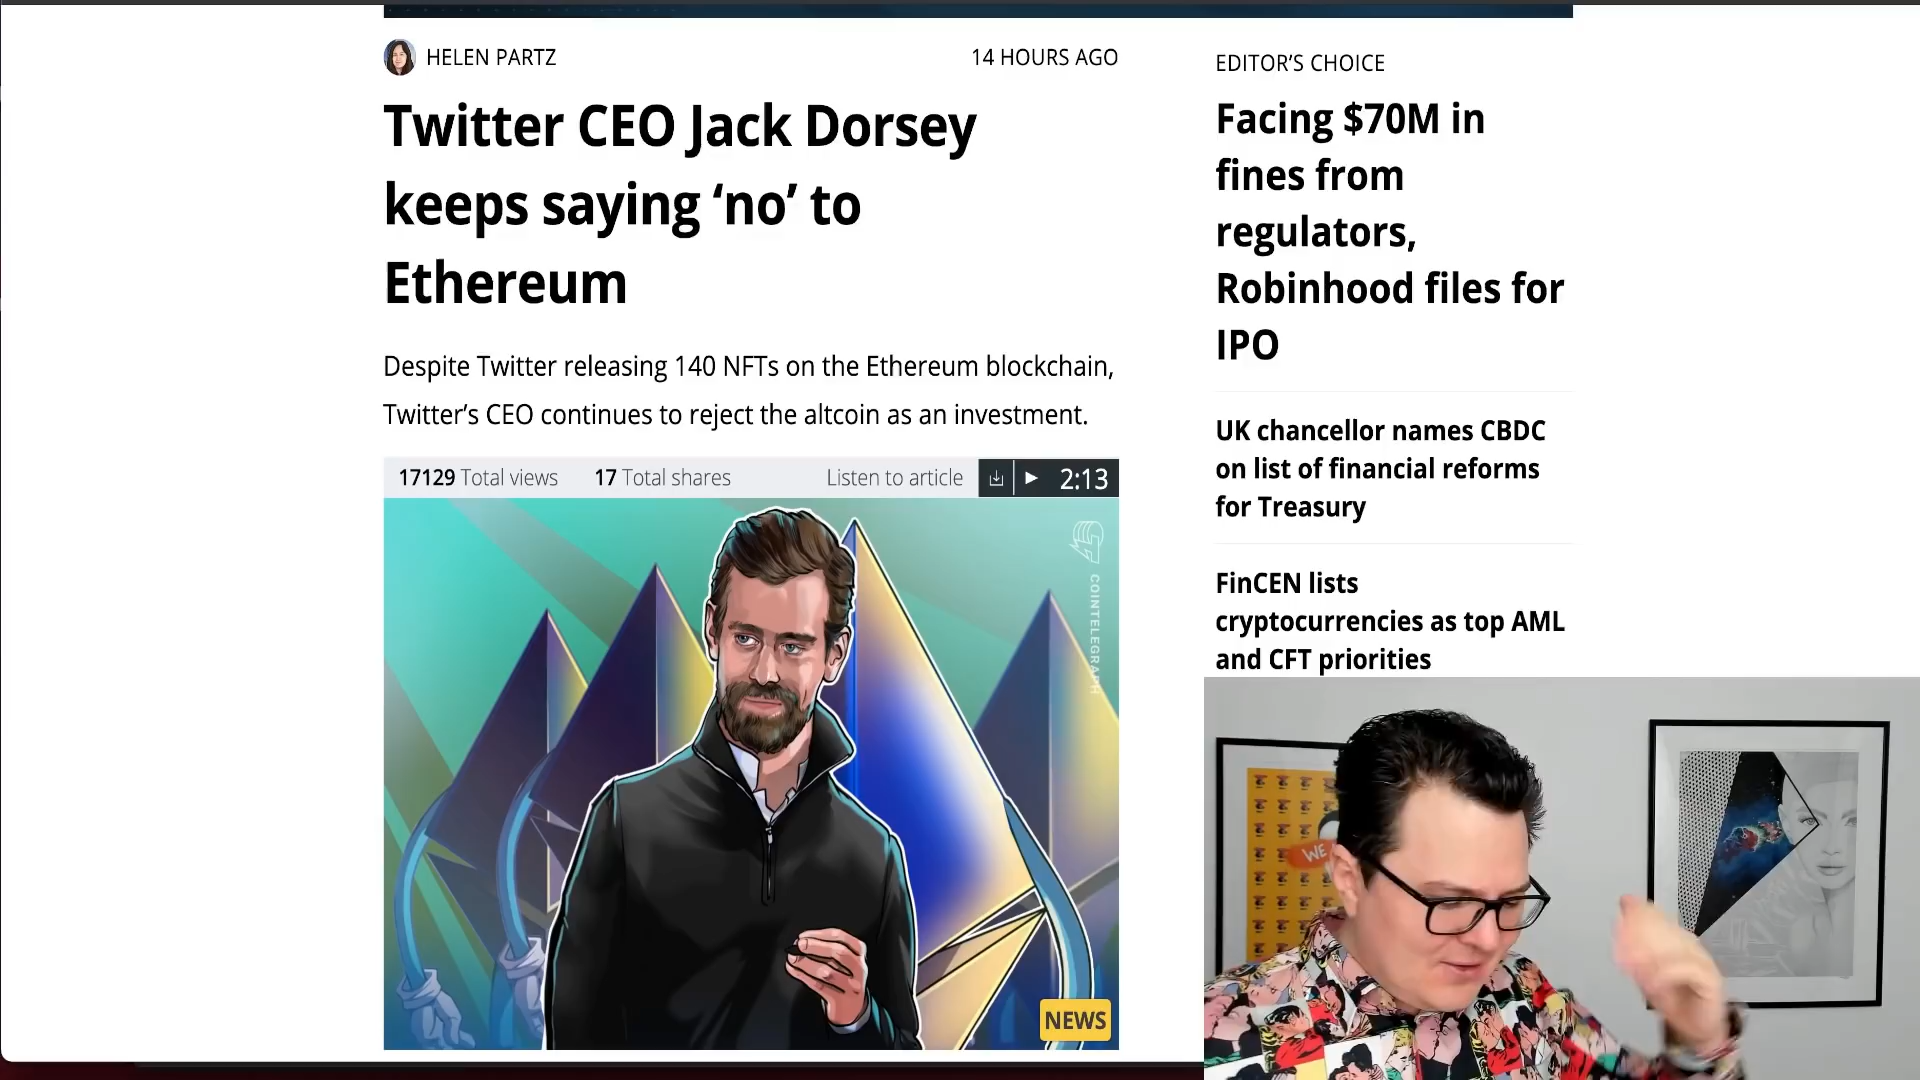 HELEN PARTZ
14 HOURS AGO
Twitter CEO Jack Dorsey
keeps saying ‘no’ to
Ethereum
Despite Twitter releasing 140 NFTs on the Ethereum blockchain,
Twitter’s CEO continues to reject the altcoin as an investment.
17129 Total views
17 Total shares
Listen to article
2:13
COINTELEGRAPH
NEWS
EDITOR’S CHOICE
Facing $70M in
fines from
regulators,
Robinhood files for
IPO
UK chancellor names CBDC
on list of financial reforms
for Treasury
FinCEN lists
cryptocurrencies as top AML
and CFT priorities
WE